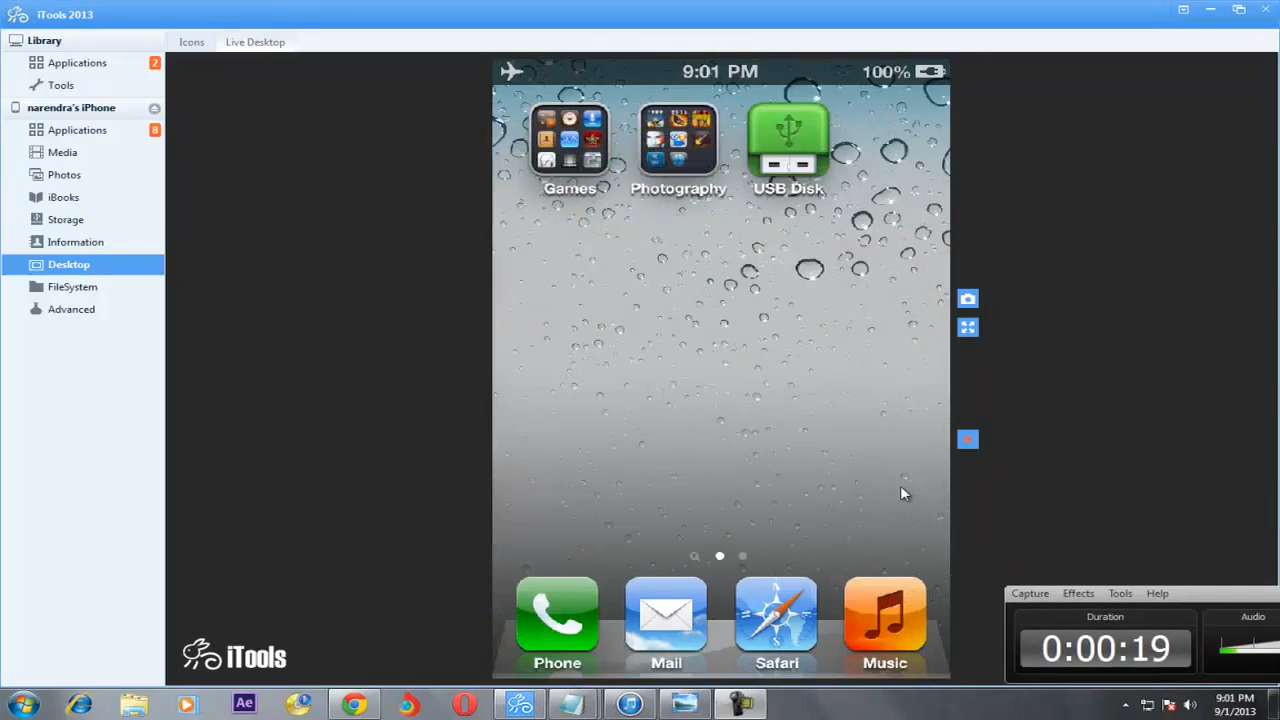 iTools 2013
Library
Icons
Live Desktop
Applications
2
Tools
narendra's iPhone
Applications
8
Media
Photos
iBooks
Storage
Information
Desktop
FileSystem
Advanced
9:01 PM
100%
Games
Photography
USB Disk
Phone
Mail
Safari
Music
iTools
Capture
Effects
Tools
Help
Duration
Audio
0:00:19
Ae
9:01 PM
9/1/2013